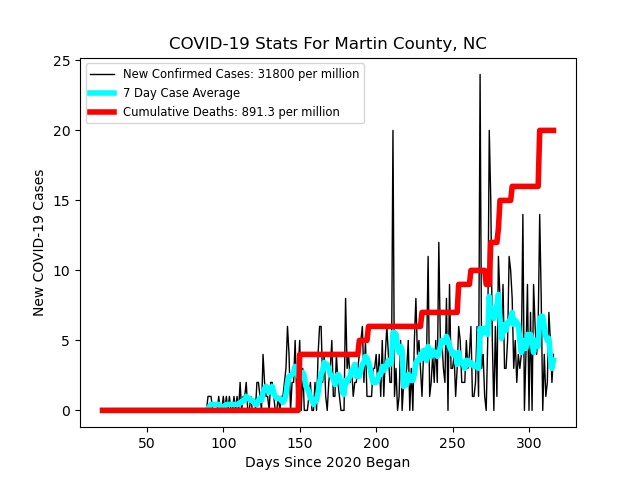 COVID-19 Stats For Martin County, NC
New Confirmed Cases: 31800 per million
7 Day Case Average
Cumulative Deaths: 891.3 per million
New COVID-19 Cases
25
20
15
10
5
0
50 100 150 200 250 300
Days Since 2020 Began